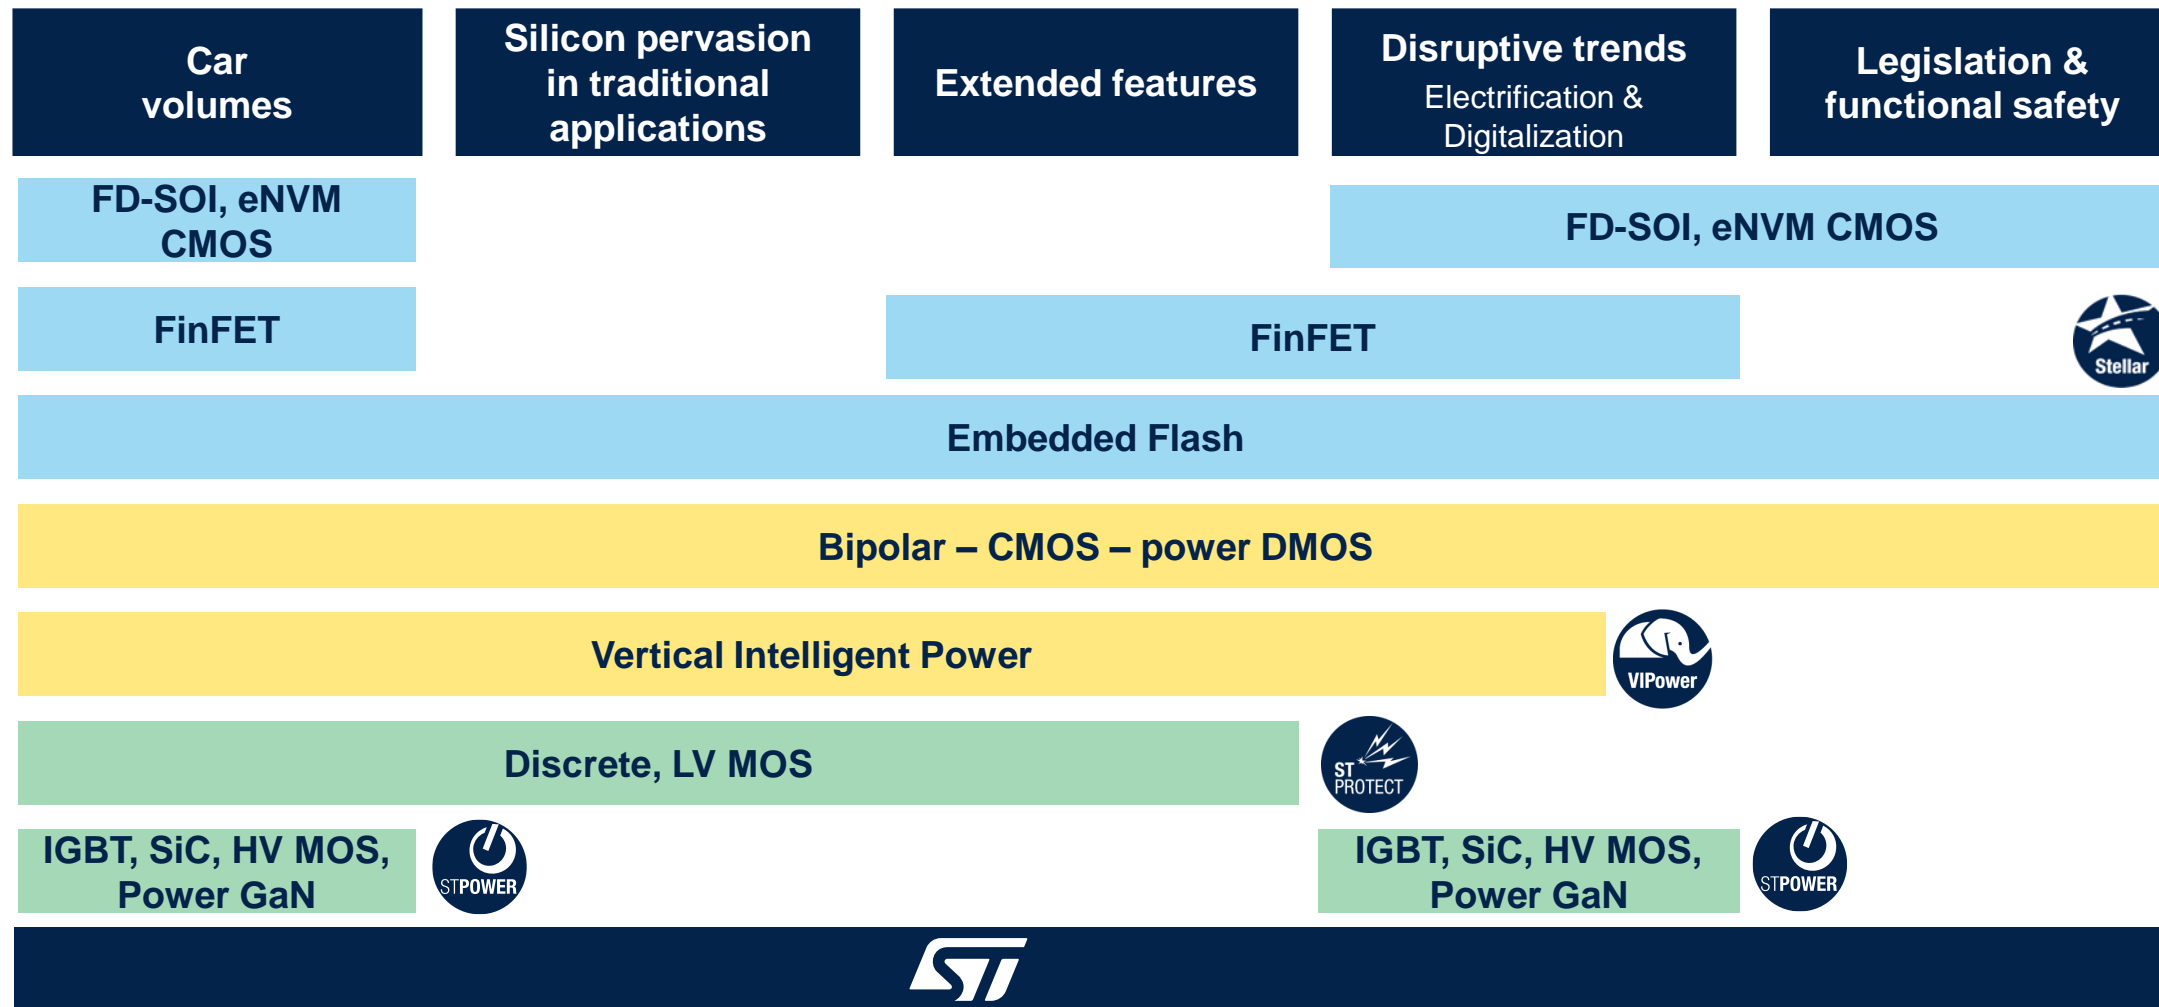 Car
volumes
Silicon pervasion
in traditional
applications
Extended features
Disruptive trends
Electrification &
Digitalization
Legislation &
functional safety
FD-SOI, eNVM
CMOS
FD-SOI, eNVM CMOS
FinFET
FinFET
Stellar
Embedded Flash
Bipolar – CMOS – power DMOS
Vertical Intelligent Power
VIPower
Discrete, LV MOS
ST
PROTECT
IGBT, SiC, HV MOS,
Power GaN
STPOWER
IGBT, SiC, HV MOS,
Power GaN
STPOWER
ST